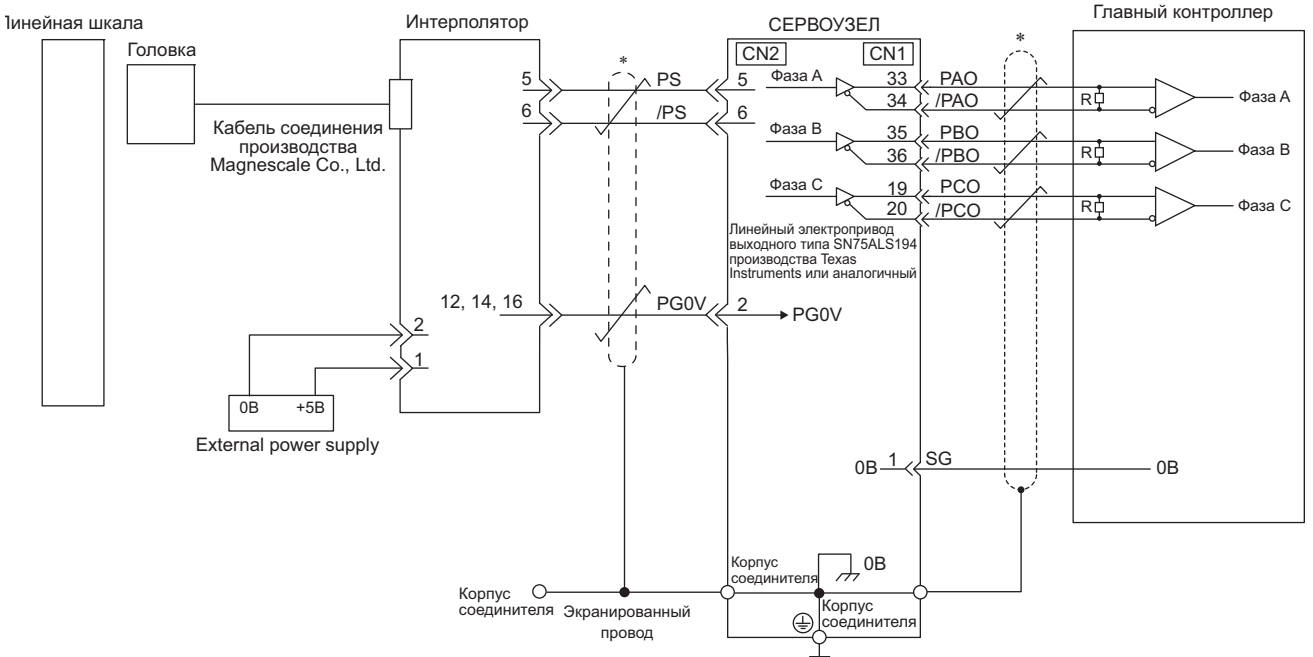 Линейная шкала
Головка
Интерполятор
СЕРВОУЗЕЛ
Главный контроллер
*
*
CN2
CN1
5
PS
5
Фаза A
33
PAO
34
/PAO
R
Фаза A
6
/PS
6
Фаза B
35
PBO
36
/PBO
R
Фаза B
Фаза C
19
PCO
20
/PCO
R
Фаза C
Кабель соединения
производства
Magnescale Co., Ltd.
Линейный электропривод
выходного типа SN75ALS194
производства Texas
Instruments или аналогичный
12, 14, 16
PG0V
2
PG0V
2
1
0В
+5В
External power supply
0В
1
SG
0В
Корпус
соединителя
0В
Корпус
соединителя
Экранированный
провод
Корпус
соединителя